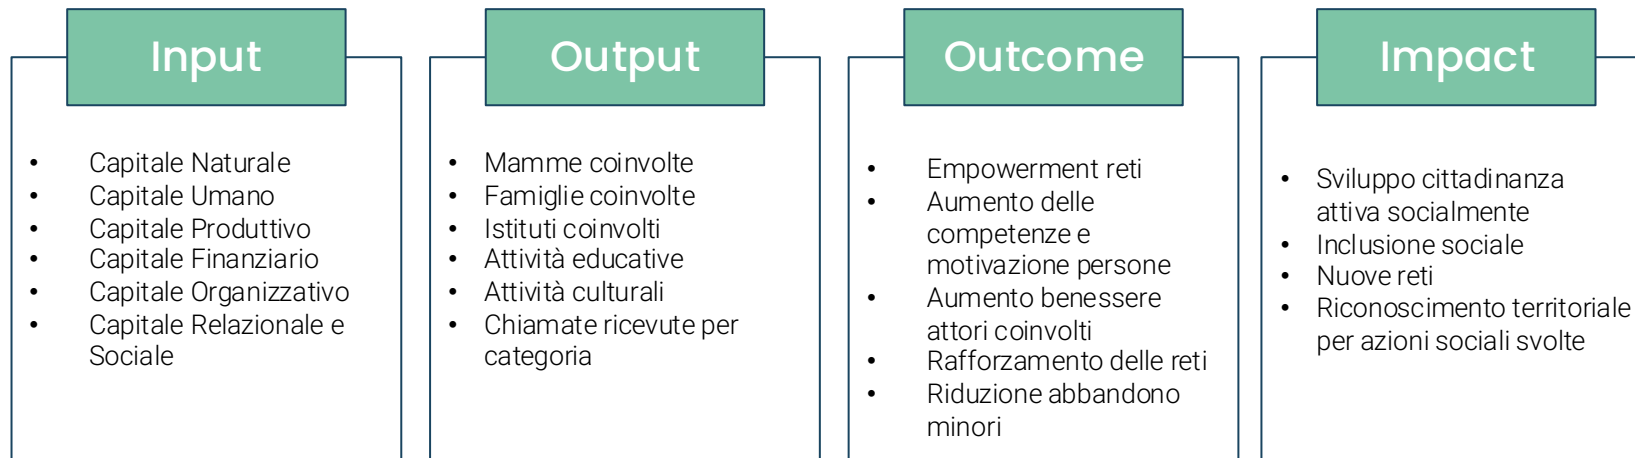 Input
• Capitale Naturale
• Capitale Umano
• Capitale Produttivo
• Capitale Finanziario
• Capitale Organizzativo
• Capitale Relazionale e
Sociale
Output
• Mamme coinvolte
• Famiglie coinvolte
• Istituti coinvolti
• Attività educative
• Attività culturali
• Chiamate ricevute per
categoria
Outcome
• Empowerment reti
• Aumento delle
competenze e
motivazione persone
• Aumento benessere
attori coinvolti
• Rafforzamento delle reti
• Riduzione abbandono
minori
Impact
• Sviluppo cittadinanza
attiva socialmente
• Inclusione sociale
• Nuove reti
• Riconoscimento territoriale
per azioni sociali svolte